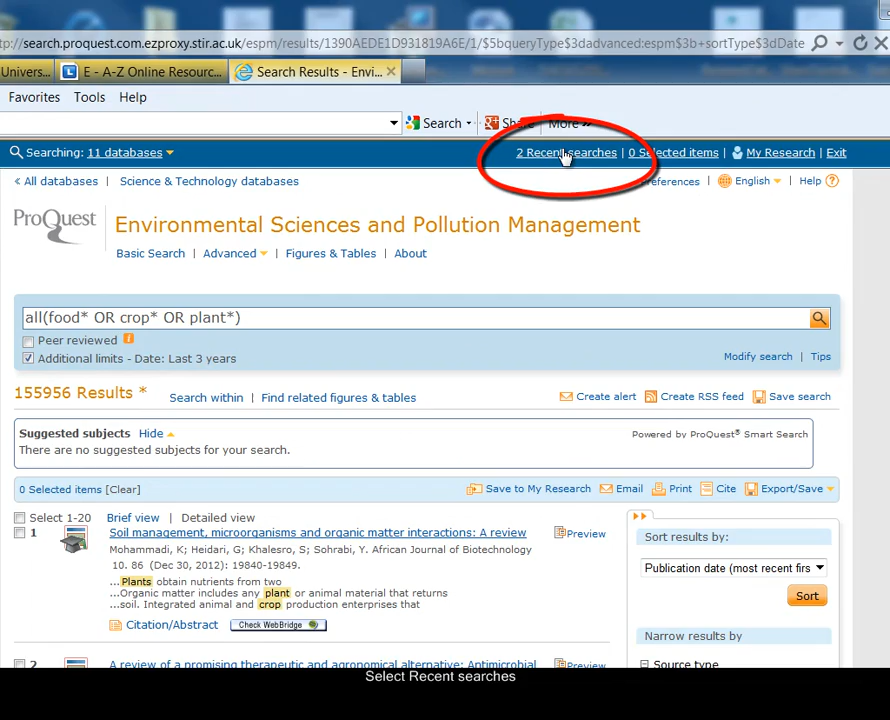 ttp://search.proquest.com.ezproxy.stir.ac.uk/espm/results/1390AEDE1D931819A6E/1/$5bqueryType$3dadvanced:espm$3b+sortType$3dDate
Univers... E - A-Z Online Resourc... Search Results - Envi...
Favorites Tools Help
Search Share More »
Searching: 11 databases 2 Recent searches | 0 Selected items | My Research | Exit
« All databases | Science & Technology databases Preferences | English | Help ?
ProQuest
Environmental Sciences and Pollution Management
Basic Search | Advanced | Figures & Tables | About
all(food* OR crop* OR plant*)
Peer reviewed i
Additional limits - Date: Last 3 years Modify search | Tips
155956 Results * Search within | Find related figures & tables Create alert Create RSS feed Save search
Suggested subjects Hide Powered by ProQuest® Smart Search
There are no suggested subjects for your search.
0 Selected items [Clear] Save to My Research Email Print Cite Export/Save
Select 1-20 Brief view | Detailed view
1 Soil management, microorganisms and organic matter interactions: A review Preview
Mohammadi, K; Heidari, G; Khalesro, S; Sohrabi, Y. African Journal of Biotechnology
10. 86 (Dec 30, 2012): 19840-19849.
...Plants obtain nutrients from two
...Organic matter includes any plant or animal material that returns
...soil. Integrated animal and crop production enterprises that
Citation/Abstract Check WebBridge
2 A review of a promising therapeutic and agronomical alternative: Antimicrobial Preview
Sort results by:
Publication date (most recent firs
Sort
Narrow results by
Source type
Select Recent searches